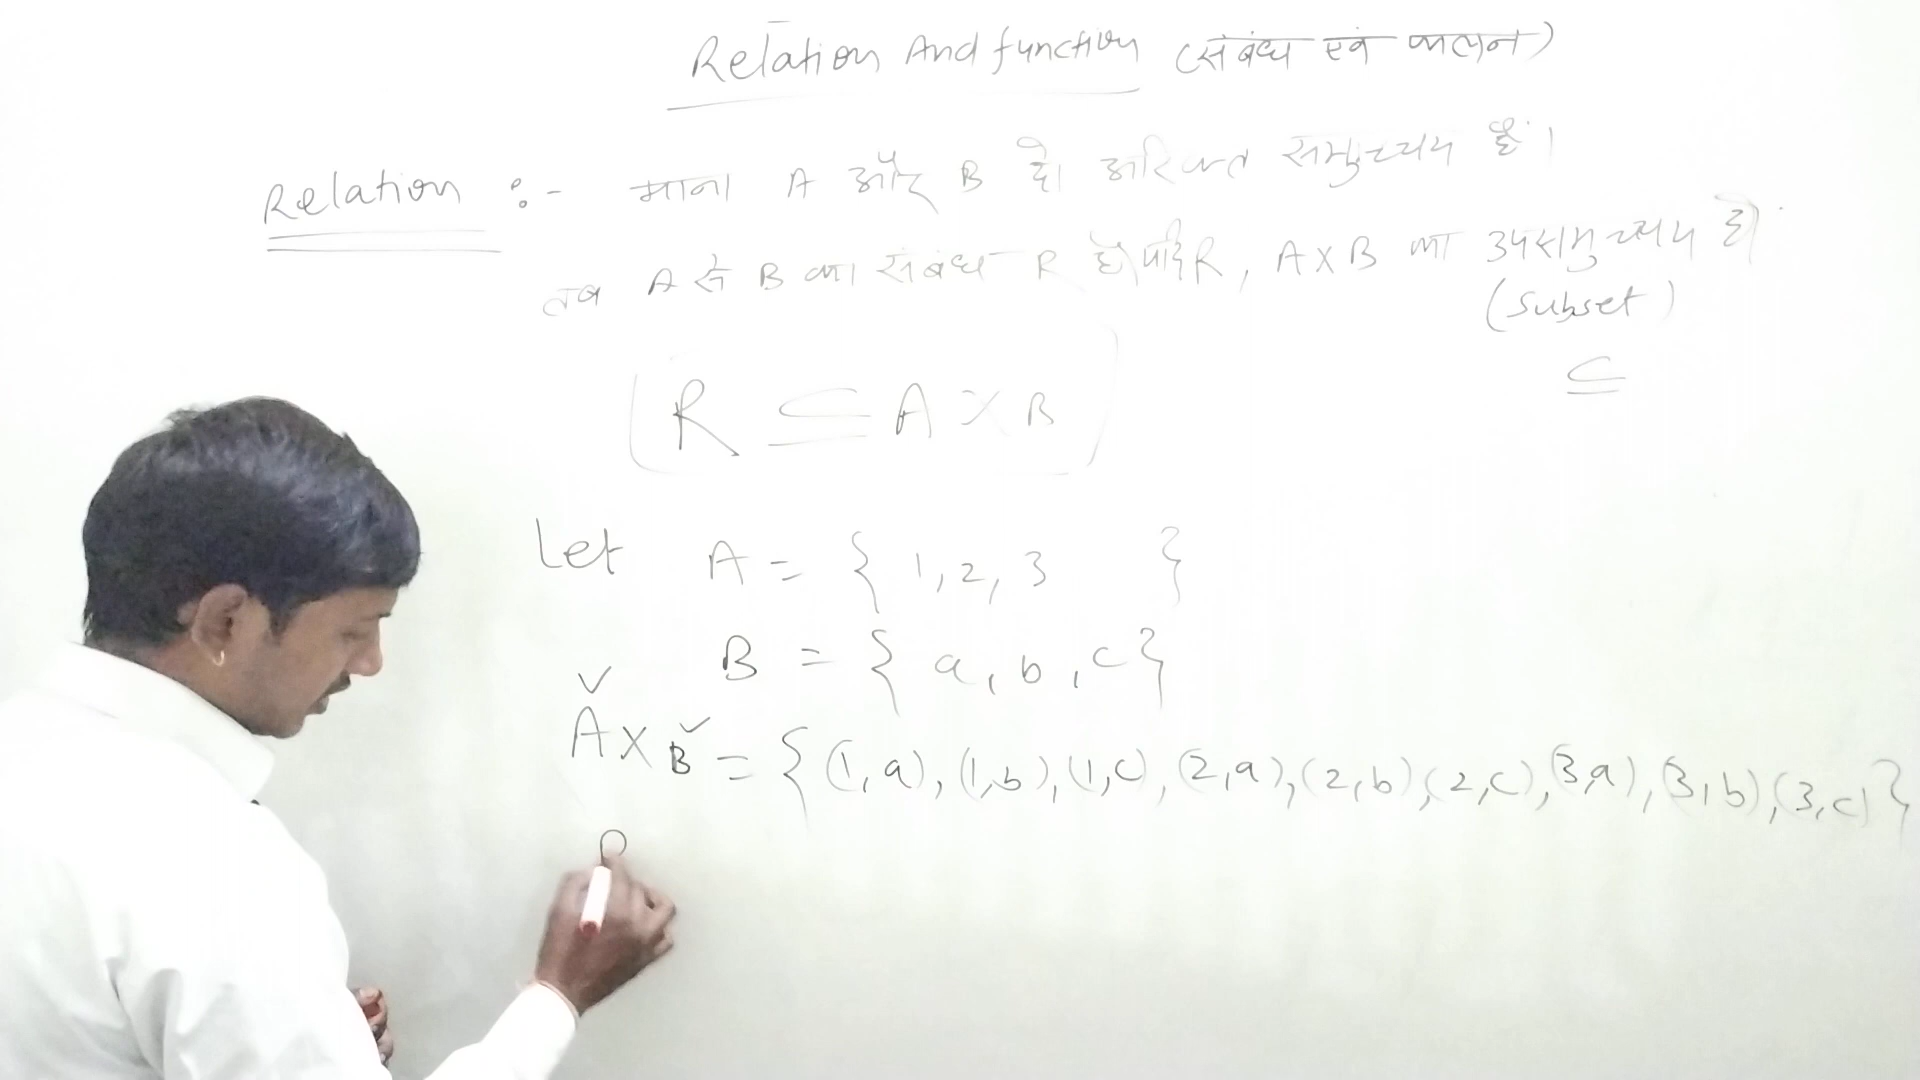 Relation And function (संबंध एवं फलन)
Relation :- माना A और B दो अरिक्त समुच्चय हैं।
तब A से B का संबंध R है यदि R, A×B का उपसमुच्चय हो
(subset)
⊆
R ⊆ A×B
Let A = { 1, 2, 3 }
B = { a, b, c }
A×B = { (1,a), (1,b), (1,c), (2,a), (2,b), (2,c), (3,a), (3,b), (3,c) }
R